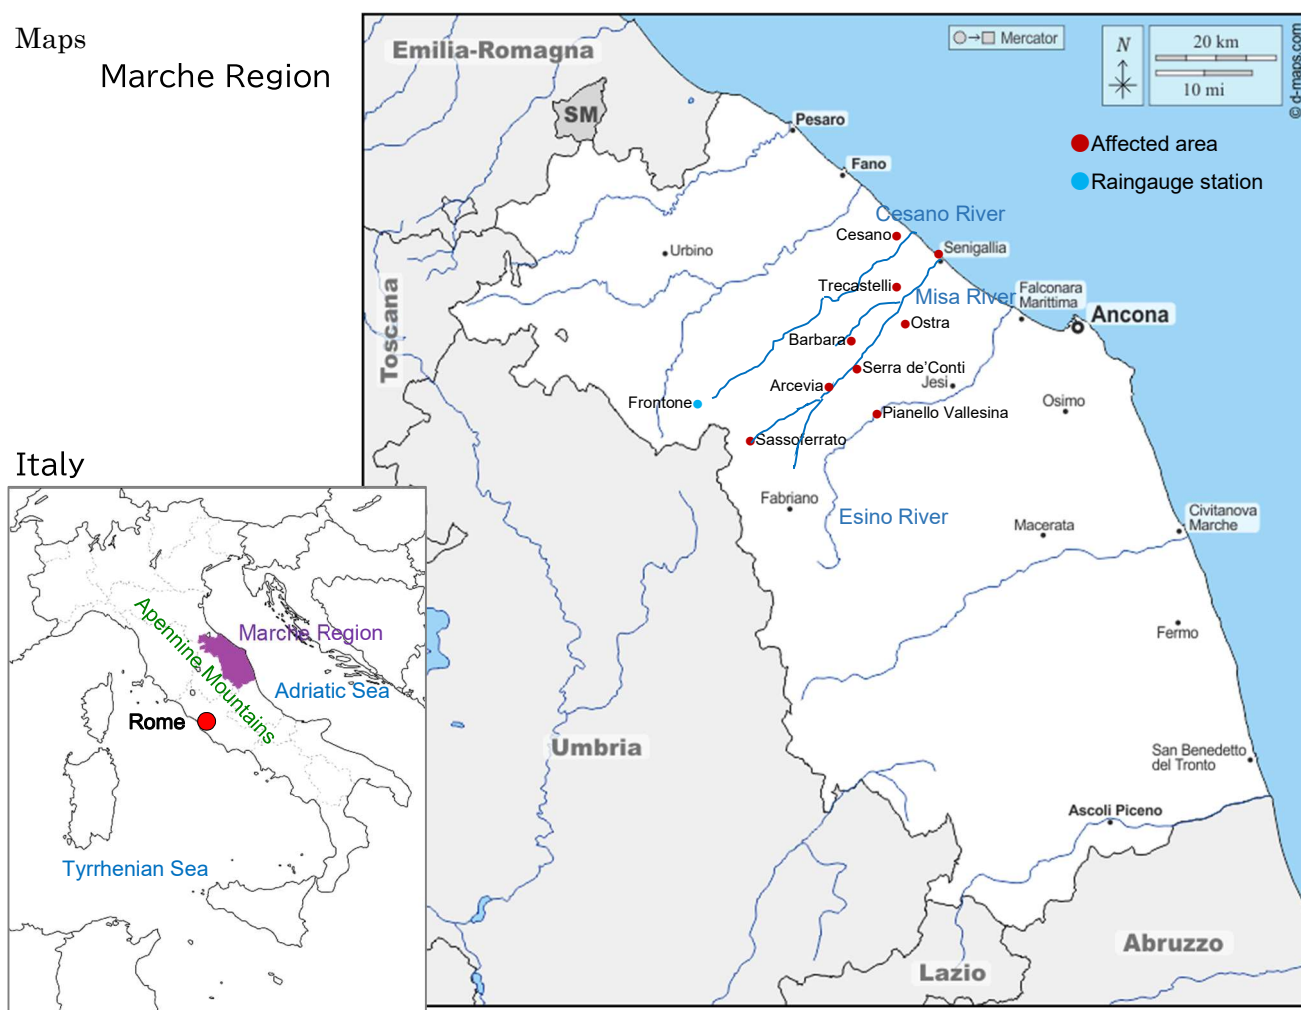 Maps
Marche Region
Emilia-Romagna
Mercator
N
20 km
10 mi
© d-maps.com
SM
Pesaro
Affected area
Fano
Raingauge station
Cesano River
Cesano
Senigallia
Urbino
Toscana
Trecastelli
Misa River
Falconara
Marittima
Ancona
Ostra
Barbara
Serra de’Conti
Arcevia
Jesi
Frontone
Osimo
Pianello Vallesina
Sassoferrato
Fabriano
Esino River
Macerata
Civitanova
Marche
Fermo
Umbria
San Benedetto
del Tronto
Ascoli Piceno
Abruzzo
Lazio
Italy
Apennine Mountains
Marche Region
Adriatic Sea
Rome
Tyrrhenian Sea